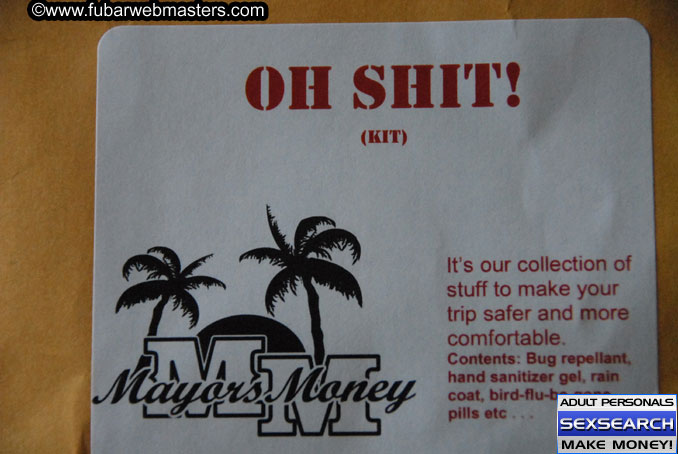 ©www.fubarwebmasters.com
OH SHIT!
(KIT)
It's our collection of
stuff to make your
trip safer and more
comfortable.
Contents: Bug repellant,
hand sanitizer gel, rain
coat, bird-flu-be-gone
pills etc . . .
MM
Mayors Money
ADULT PERSONALS
SEXSEARCH
MAKE MONEY!